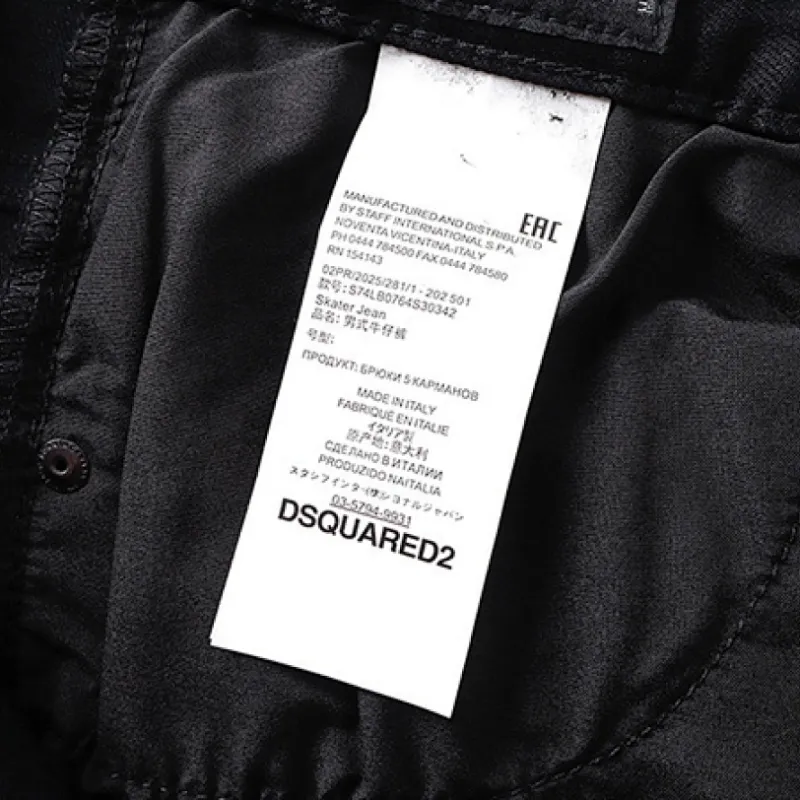 EAC
MANUFACTURED AND DISTRIBUTED
BY STAFF INTERNATIONAL S.P.A.
NOVENTA VICENTINA-ITALY
PH 0444 784500 FAX 0444 784580
RN 154143
02PR/2025/281/1 - 202 501
款号: S74LB0764S30342
Skater Jean
品名: 男式牛仔裤
号型:
ПРОДУКТ: БРЮКИ 5 КАРМАНОВ
MADE IN ITALY
FABRIQUÉ EN ITALIE
イタリア製
原产地: 意大利
СДЕЛАНО В ИТАЛИИ
PRODUZIDO NAITALIA
スタッフインターナショナルジャパン
03-5794-9931
DSQUARED2